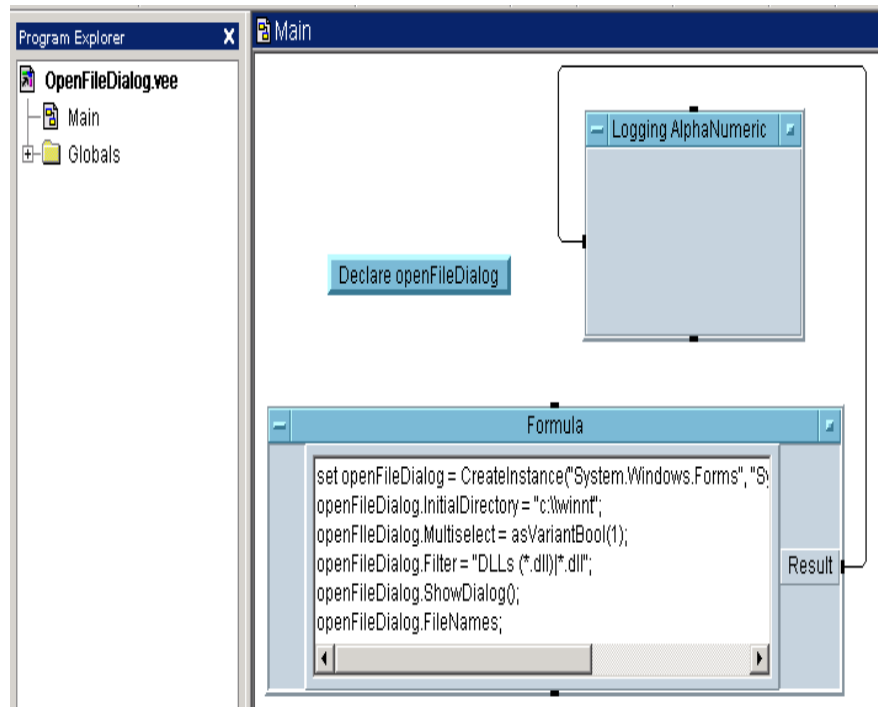 Program Explorer
OpenFileDialog.vee
Main
Globals
Main
Logging AlphaNumeric
Declare openFileDialog
Formula
set openFileDialog = CreateInstance("System.Windows.Forms", "Sy
openFileDialog.InitialDirectory = "c:\\winnt";
openFileDialog.Multiselect = asVariantBool(1);
openFileDialog.Filter = "DLLs (*.dll)|*.dll";
openFileDialog.ShowDialog();
openFileDialog.FileNames;
Result